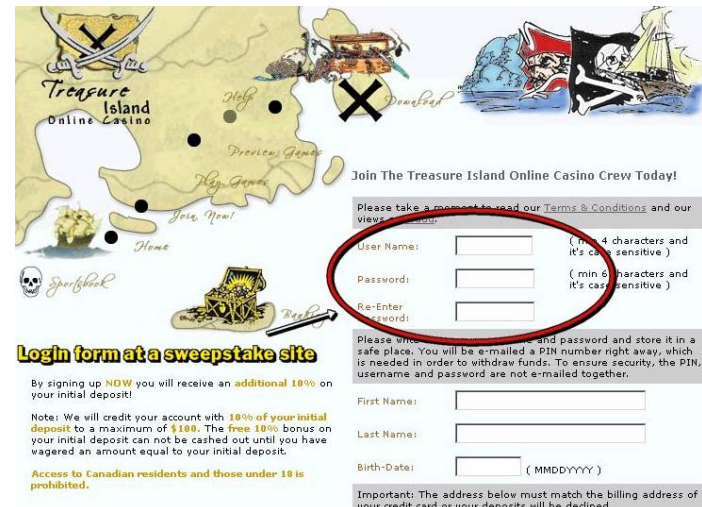 Treasure
Island
Online Casino
Help
Download
Preview Games
Play Games
Join Now!
Home
Sportsbook
Banking
Login form at a sweepstake site
By signing up NOW you will receive an additional 10% on
your initial deposit!
Note: We will credit your account with 10% of your initial
deposit to a maximum of $100. The free 10% bonus on
your initial deposit can not be cashed out until you have
wagered an amount equal to your initial deposit.
Access to Canadian residents and those under 18 is
prohibited.
Join The Treasure Island Online Casino Crew Today!
Please take a moment to read our Terms & Conditions and our
views
User Name:
( min 4 characters and
it's case sensitive )
Password:
( min 6 characters and
it's case sensitive )
Re-Enter
Password:
Please write and password and store it in a
safe place. You will be e-mailed a PIN number right away, which
is needed in order to withdraw funds. To ensure security, the PIN,
username and password are not e-mailed together.
First Name:
Last Name:
Birth-Date:
( MMDDYYYY )
Important: The address below must match the billing address of
your credit card or your deposits will be declined.